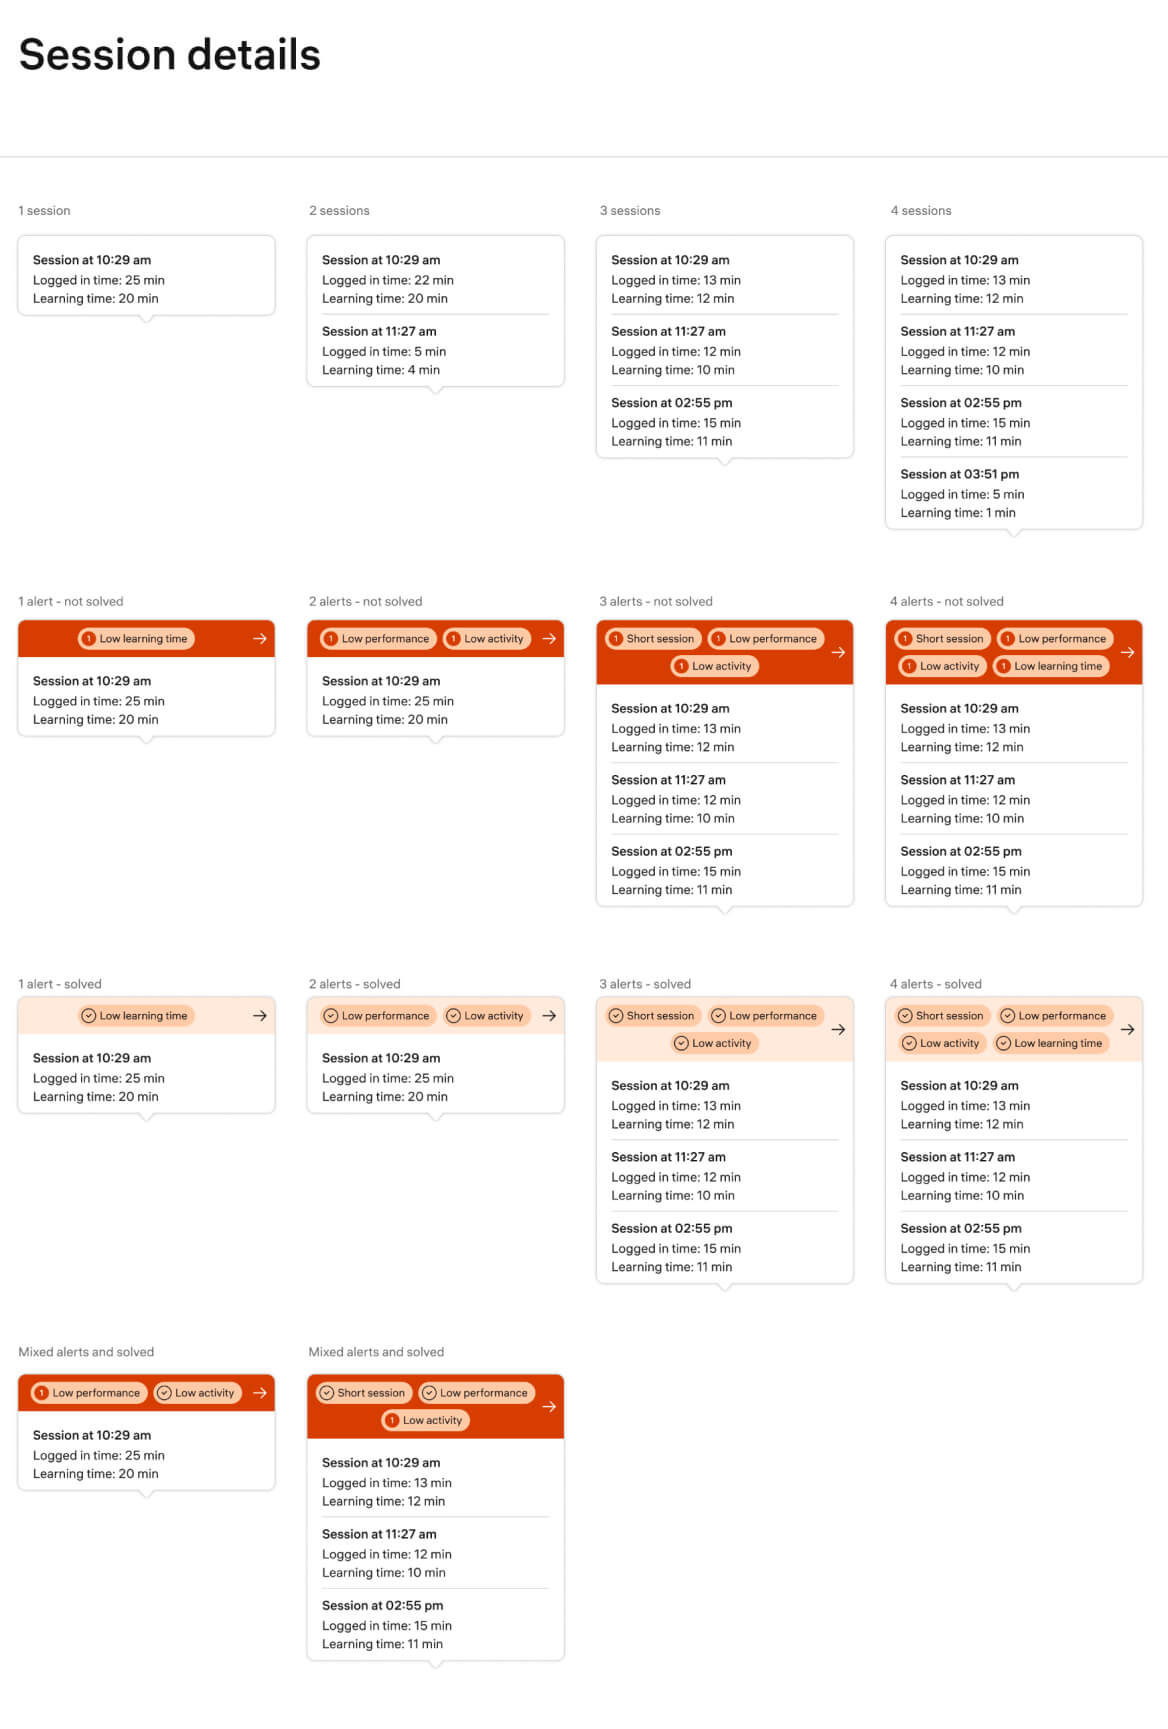 Session details
1 session
Session at 10:29 am
Logged in time: 25 min
Learning time: 20 min
2 sessions
Session at 10:29 am
Logged in time: 22 min
Learning time: 20 min
Session at 11:27 am
Logged in time: 5 min
Learning time: 4 min
3 sessions
Session at 10:29 am
Logged in time: 13 min
Learning time: 12 min
Session at 11:27 am
Logged in time: 12 min
Learning time: 10 min
Session at 02:55 pm
Logged in time: 15 min
Learning time: 11 min
4 sessions
Session at 10:29 am
Logged in time: 13 min
Learning time: 12 min
Session at 11:27 am
Logged in time: 12 min
Learning time: 10 min
Session at 02:55 pm
Logged in time: 15 min
Learning time: 11 min
Session at 03:51 pm
Logged in time: 5 min
Learning time: 1 min
1 alert - not solved
1 Low learning time
Session at 10:29 am
Logged in time: 25 min
Learning time: 20 min
2 alerts - not solved
1 Low performance 1 Low activity
Session at 10:29 am
Logged in time: 25 min
Learning time: 20 min
3 alerts - not solved
1 Short session 1 Low performance
1 Low activity
Session at 10:29 am
Logged in time: 13 min
Learning time: 12 min
Session at 11:27 am
Logged in time: 12 min
Learning time: 10 min
Session at 02:55 pm
Logged in time: 15 min
Learning time: 11 min
4 alerts - not solved
1 Short session 1 Low performance
1 Low activity 1 Low learning time
Session at 10:29 am
Logged in time: 13 min
Learning time: 12 min
Session at 11:27 am
Logged in time: 12 min
Learning time: 10 min
Session at 02:55 pm
Logged in time: 15 min
Learning time: 11 min
1 alert - solved
Low learning time
Session at 10:29 am
Logged in time: 25 min
Learning time: 20 min
2 alerts - solved
Low performance Low activity
Session at 10:29 am
Logged in time: 25 min
Learning time: 20 min
3 alerts - solved
Short session Low performance
Low activity
Session at 10:29 am
Logged in time: 13 min
Learning time: 12 min
Session at 11:27 am
Logged in time: 12 min
Learning time: 10 min
Session at 02:55 pm
Logged in time: 15 min
Learning time: 11 min
4 alerts - solved
Short session Low performance
Low activity Low learning time
Session at 10:29 am
Logged in time: 13 min
Learning time: 12 min
Session at 11:27 am
Logged in time: 12 min
Learning time: 10 min
Session at 02:55 pm
Logged in time: 15 min
Learning time: 11 min
Mixed alerts and solved
1 Low performance Low activity
Session at 10:29 am
Logged in time: 25 min
Learning time: 20 min
Mixed alerts and solved
Short session Low performance
1 Low activity
Session at 10:29 am
Logged in time: 13 min
Learning time: 12 min
Session at 11:27 am
Logged in time: 12 min
Learning time: 10 min
Session at 02:55 pm
Logged in time: 15 min
Learning time: 11 min